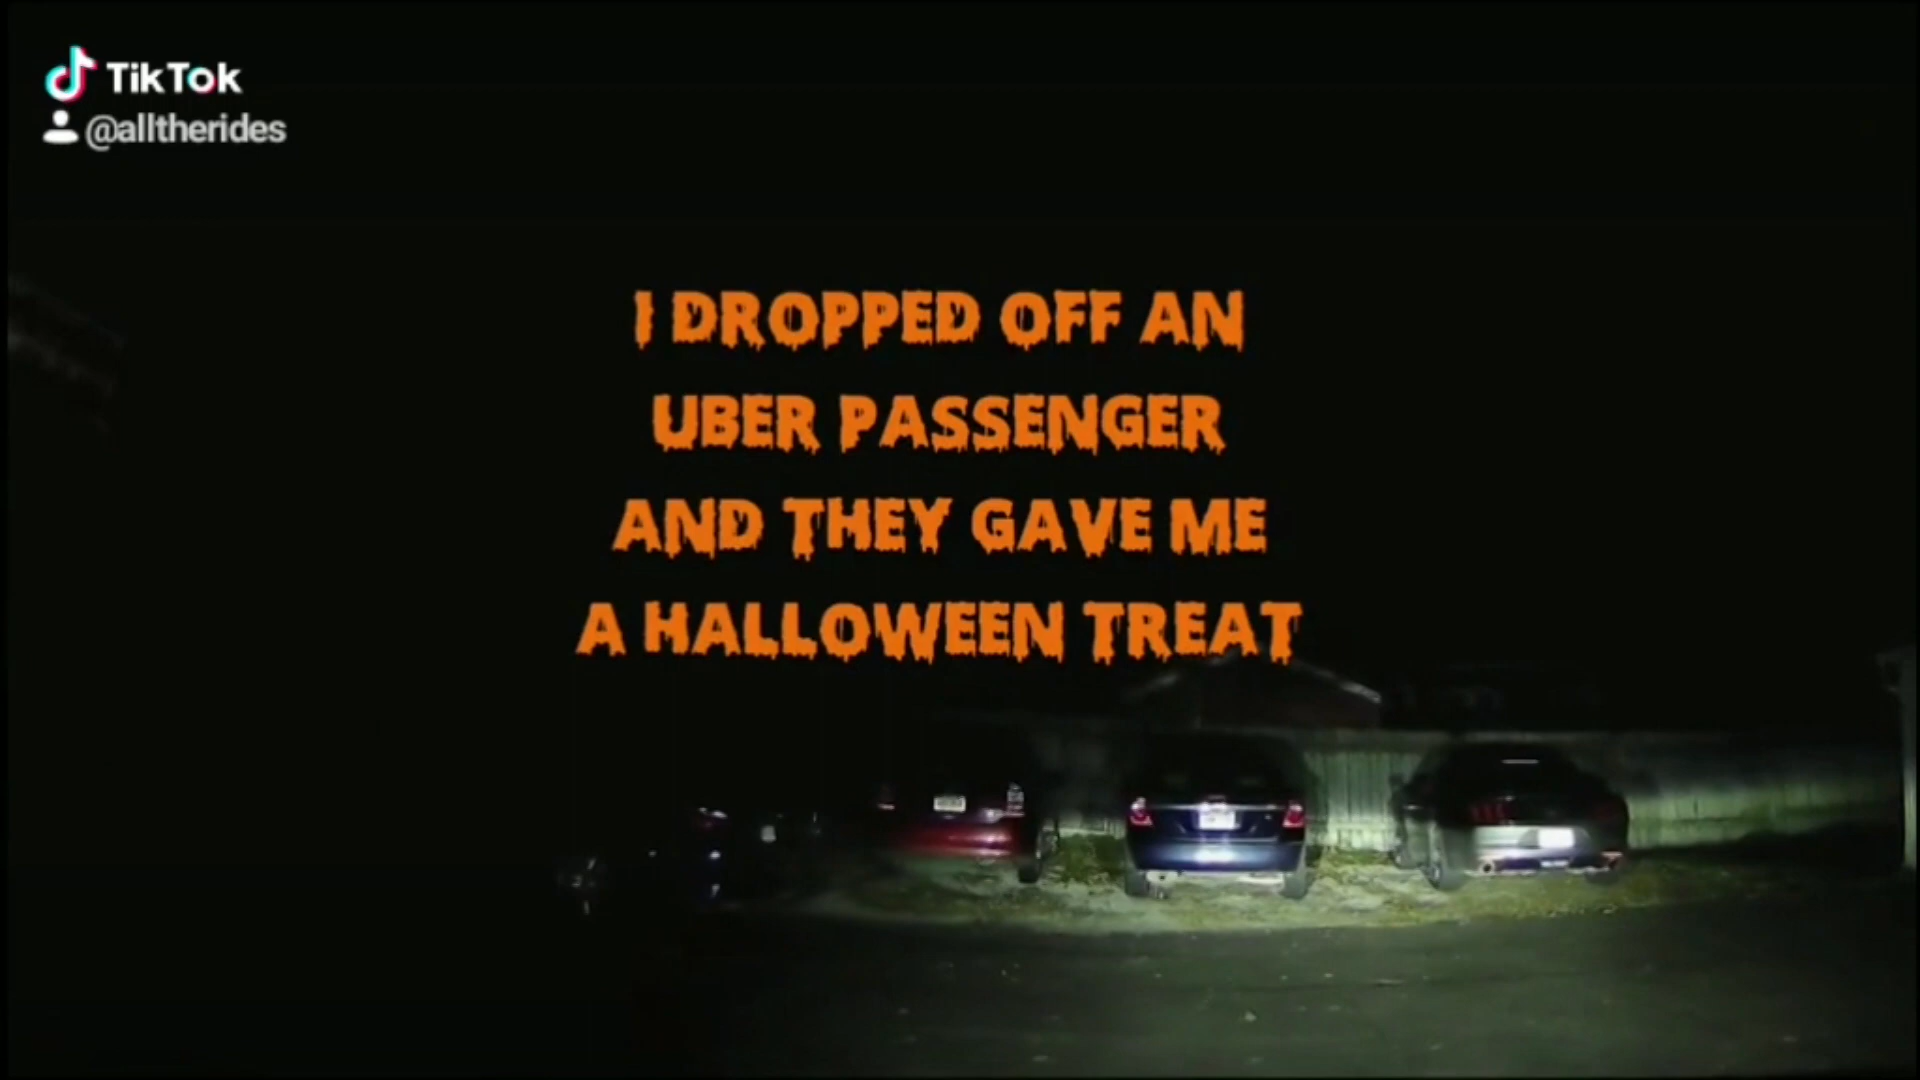 TikTok
@alltherides
I DROPPED OFF AN
UBER PASSENGER
AND THEY GAVE ME
A HALLOWEEN TREAT